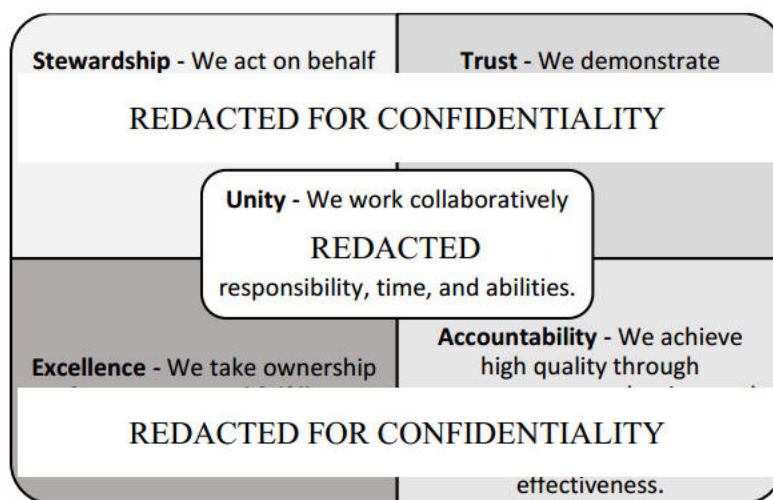 Stewardship - We act on behalf
Trust - We demonstrate
REDACTED FOR CONFIDENTIALITY
Unity - We work collaboratively
REDACTED
responsibility, time, and abilities.
Excellence - We take ownership
Accountability - We achieve
high quality through
REDACTED FOR CONFIDENTIALITY
effectiveness.